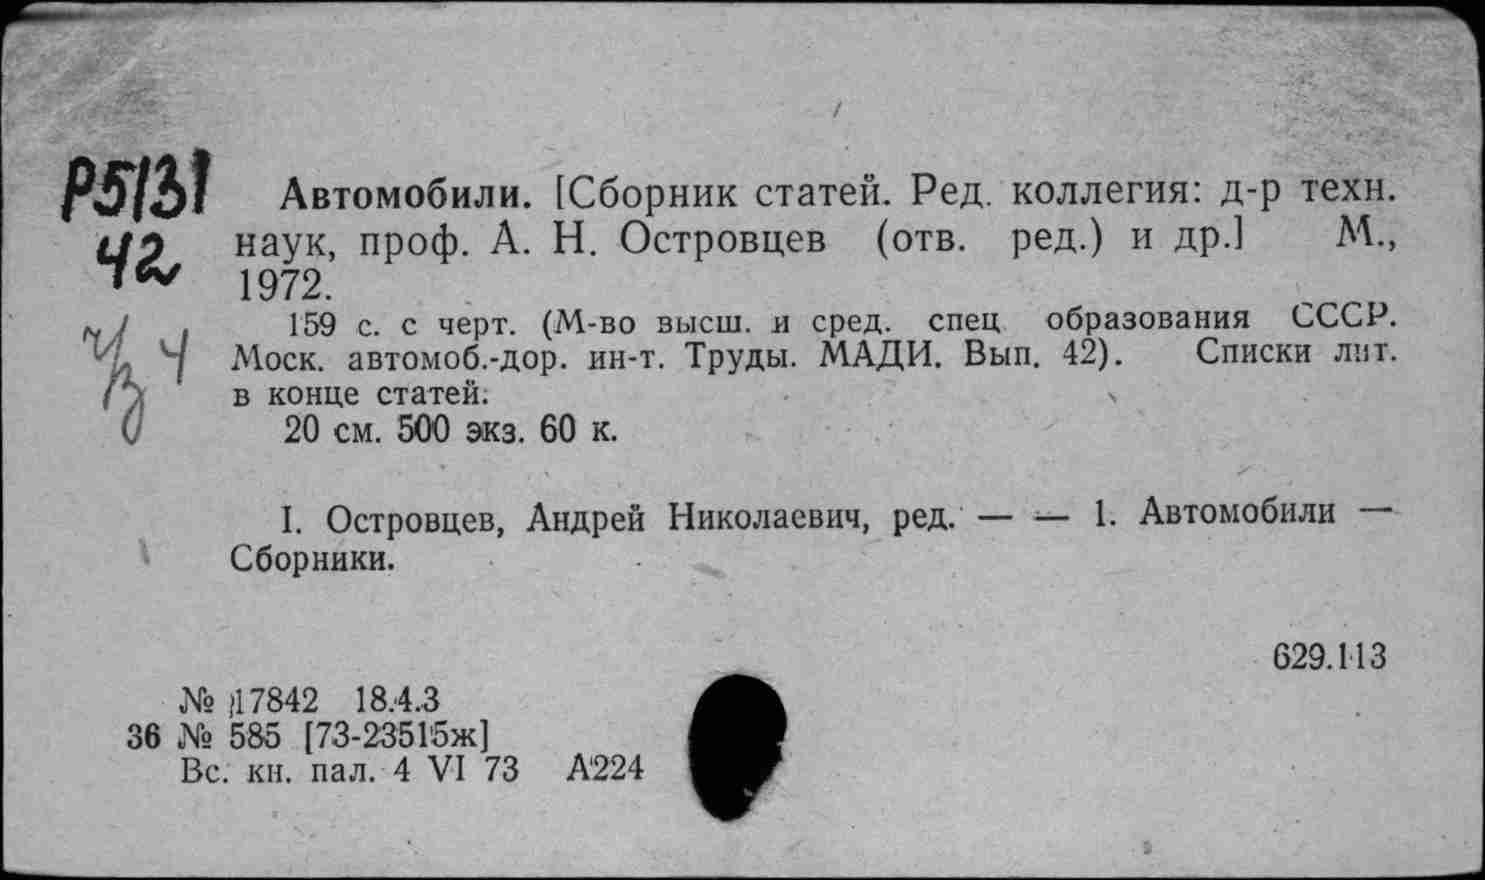 Р5131
42
Автомобили. [Сборник статей. Ред. коллегия: д-р техн.
наук, проф. А. Н. Островцев (отв. ред.) и др.] М.,
1972.
159 с. с черт. (М-во высш. и сред. спец. образования СССР.
Моск. автомоб.-дор. ин-т. Труды. МАДИ. Вып. 42). Списки лит.
в конце статей.
20 см. 500 экз. 60 к.
I. Островцев, Андрей Николаевич, ред. — — 1. Автомобили —
Сборники.
629.113
№ 17842 18.4.3
36 № 585 [73-23515ж]
Вс. кн. пал. 4 VI 73 А224